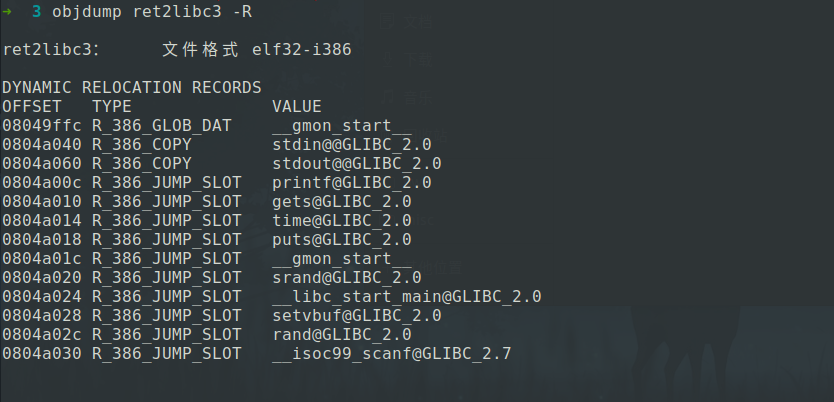 ➜ 3 objdump ret2libc3 -R
ret2libc3： 文件格式 elf32-i386
DYNAMIC RELOCATION RECORDS
OFFSET TYPE VALUE
08049ffc R_386_GLOB_DAT __gmon_start__
0804a040 R_386_COPY stdin@@GLIBC_2.0
0804a060 R_386_COPY stdout@@GLIBC_2.0
0804a00c R_386_JUMP_SLOT printf@GLIBC_2.0
0804a010 R_386_JUMP_SLOT gets@GLIBC_2.0
0804a014 R_386_JUMP_SLOT time@GLIBC_2.0
0804a018 R_386_JUMP_SLOT puts@GLIBC_2.0
0804a01c R_386_JUMP_SLOT __gmon_start__
0804a020 R_386_JUMP_SLOT srand@GLIBC_2.0
0804a024 R_386_JUMP_SLOT __libc_start_main@GLIBC_2.0
0804a028 R_386_JUMP_SLOT setvbuf@GLIBC_2.0
0804a02c R_386_JUMP_SLOT rand@GLIBC_2.0
0804a030 R_386_JUMP_SLOT __isoc99_scanf@GLIBC_2.7